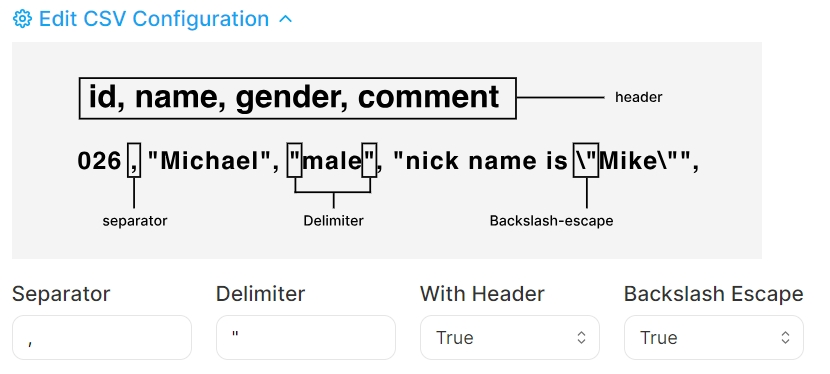 Edit CSV Configuration
id, name, gender, comment
header
026 , "Michael", "male", "nick name is \"Mike\"",
separator
Delimiter
Backslash-escape
Separator
Delimiter
With Header
Backslash Escape
,
"
True
True